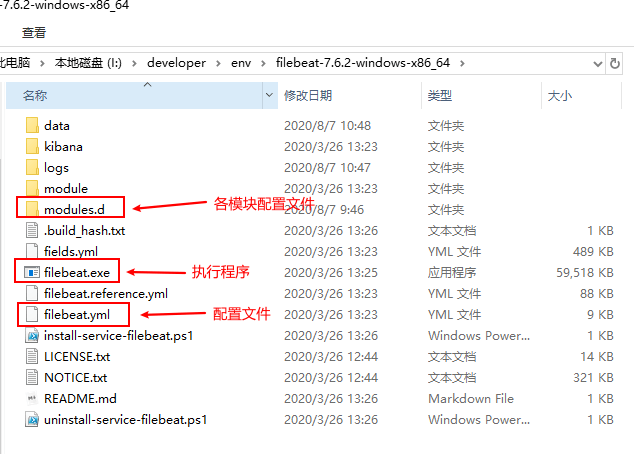 -7.6.2-windows-x86_64
查看
此电脑 > 本地磁盘 (I:) > developer > env > filebeat-7.6.2-windows-x86_64 >
名称 修改日期 类型 大小
data 2020/8/7 10:48 文件夹
kibana 2020/3/26 13:23 文件夹
logs 2020/8/7 10:47 文件夹
module 2020/3/26 13:23 文件夹
modules.d 各模块配置文件 2020/8/7 9:46 文件夹
.build_hash.txt 2020/3/26 13:26 文本文档 1 KB
fields.yml 2020/3/26 13:23 YML 文件 489 KB
filebeat.exe 执行程序 2020/3/26 13:25 应用程序 59,518 KB
filebeat.reference.yml 2020/3/26 13:23 YML 文件 88 KB
filebeat.yml 配置文件 2020/3/26 13:23 YML 文件 9 KB
install-service-filebeat.ps1 2020/3/26 13:26 Windows Power... 1 KB
LICENSE.txt 2020/3/26 12:44 文本文档 14 KB
NOTICE.txt 2020/3/26 12:44 文本文档 321 KB
README.md 2020/3/26 13:26 Markdown File 1 KB
uninstall-service-filebeat.ps1 2020/3/26 13:26 Windows Power... 1 KB